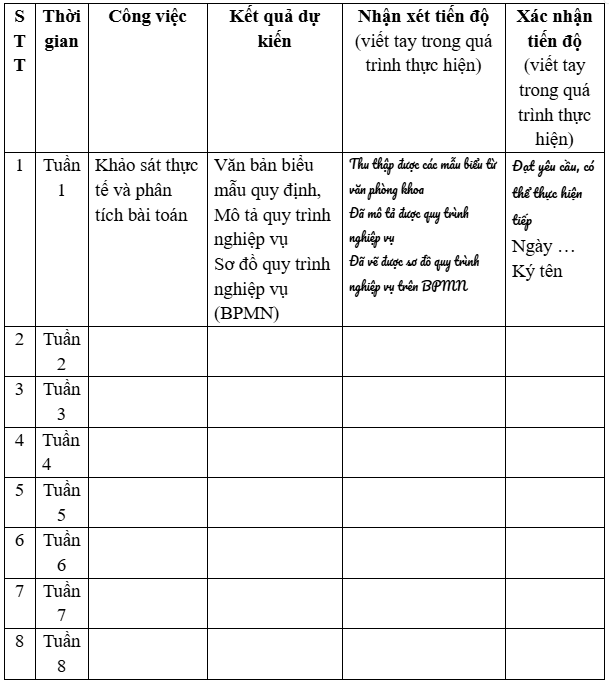 S
T
T
Thời
gian
Công việc
Kết quả dự
kiến
Nhận xét tiến độ
(viết tay trong quá
trình thực hiện)
Xác nhận
tiến độ
(viết tay
trong quá
trình thực
hiện)
1
Tuần
1
Khảo sát thực
tế và phân
tích bài toán
Văn bản biểu
mẫu quy định,
Mô tả quy trình
nghiệp vụ
Sơ đồ quy trình
nghiệp vụ
(BPMN)
Thu thập được các mẫu biểu từ
văn phòng khoa
Đã mô tả được quy trình
nghiệp vụ
Đã vẽ được sơ đồ quy trình
nghiệp vụ trên BPMN
Đạt yêu cầu, có
thể thực hiện
tiếp
Ngày …
Ký tên
2
Tuần
2
3
Tuần
3
4
Tuần
4
5
Tuần
5
6
Tuần
6
7
Tuần
7
8
Tuần
8